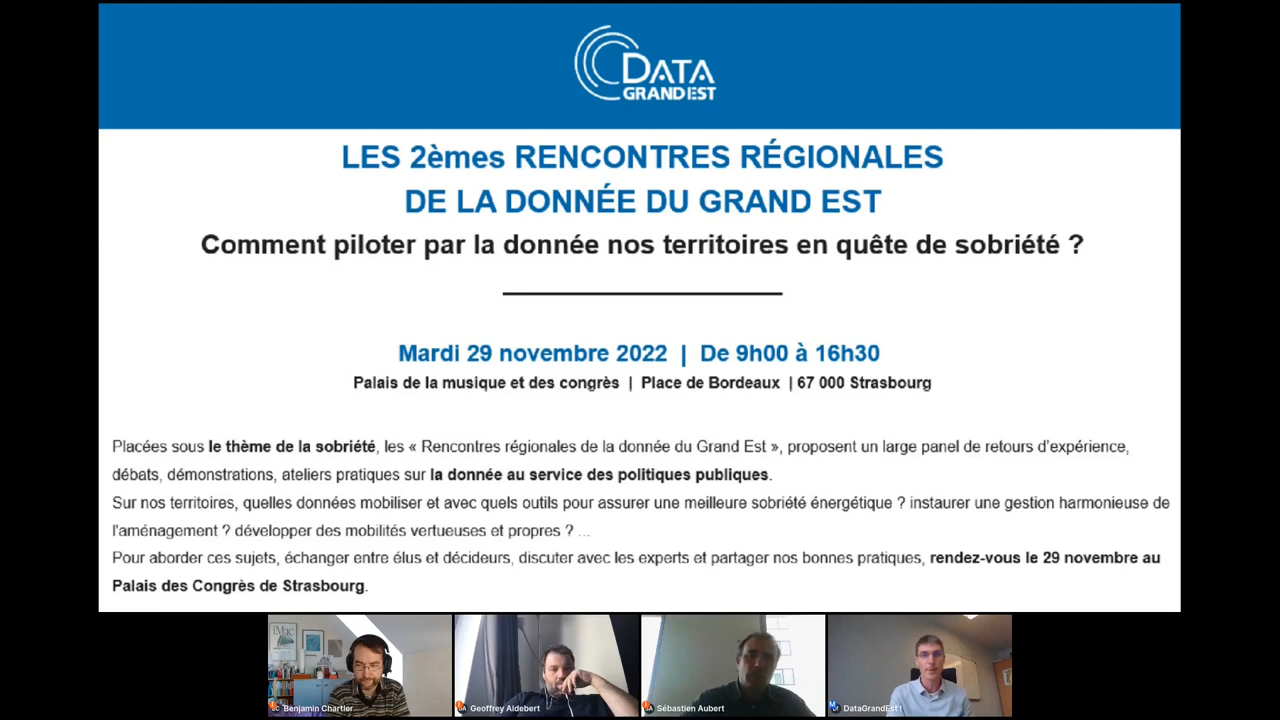 DATA
GRANDEST
LES 2èmes RENCONTRES RÉGIONALES
DE LA DONNÉE DU GRAND EST
Comment piloter par la donnée nos territoires en quête de sobriété ?
Mardi 29 novembre 2022 | De 9h00 à 16h30
Palais de la musique et des congrès | Place de Bordeaux | 67 000 Strasbourg
Placées sous le thème de la sobriété, les « Rencontres régionales de la donnée du Grand Est », proposent un large panel de retours d'expérience,
débats, démonstrations, ateliers pratiques sur la donnée au service des politiques publiques.
Sur nos territoires, quelles données mobiliser et avec quels outils pour assurer une meilleure sobriété énergétique ? instaurer une gestion harmonieuse de
l'aménagement ? développer des mobilités vertueuses et propres ? ...
Pour aborder ces sujets, échanger entre élus et décideurs, discuter avec les experts et partager nos bonnes pratiques, rendez-vous le 29 novembre au
Palais des Congrès de Strasbourg.
iMac
Benjamin Chartier
Geoffrey Aldebert
Sébastien Aubert
DataGrandEst !